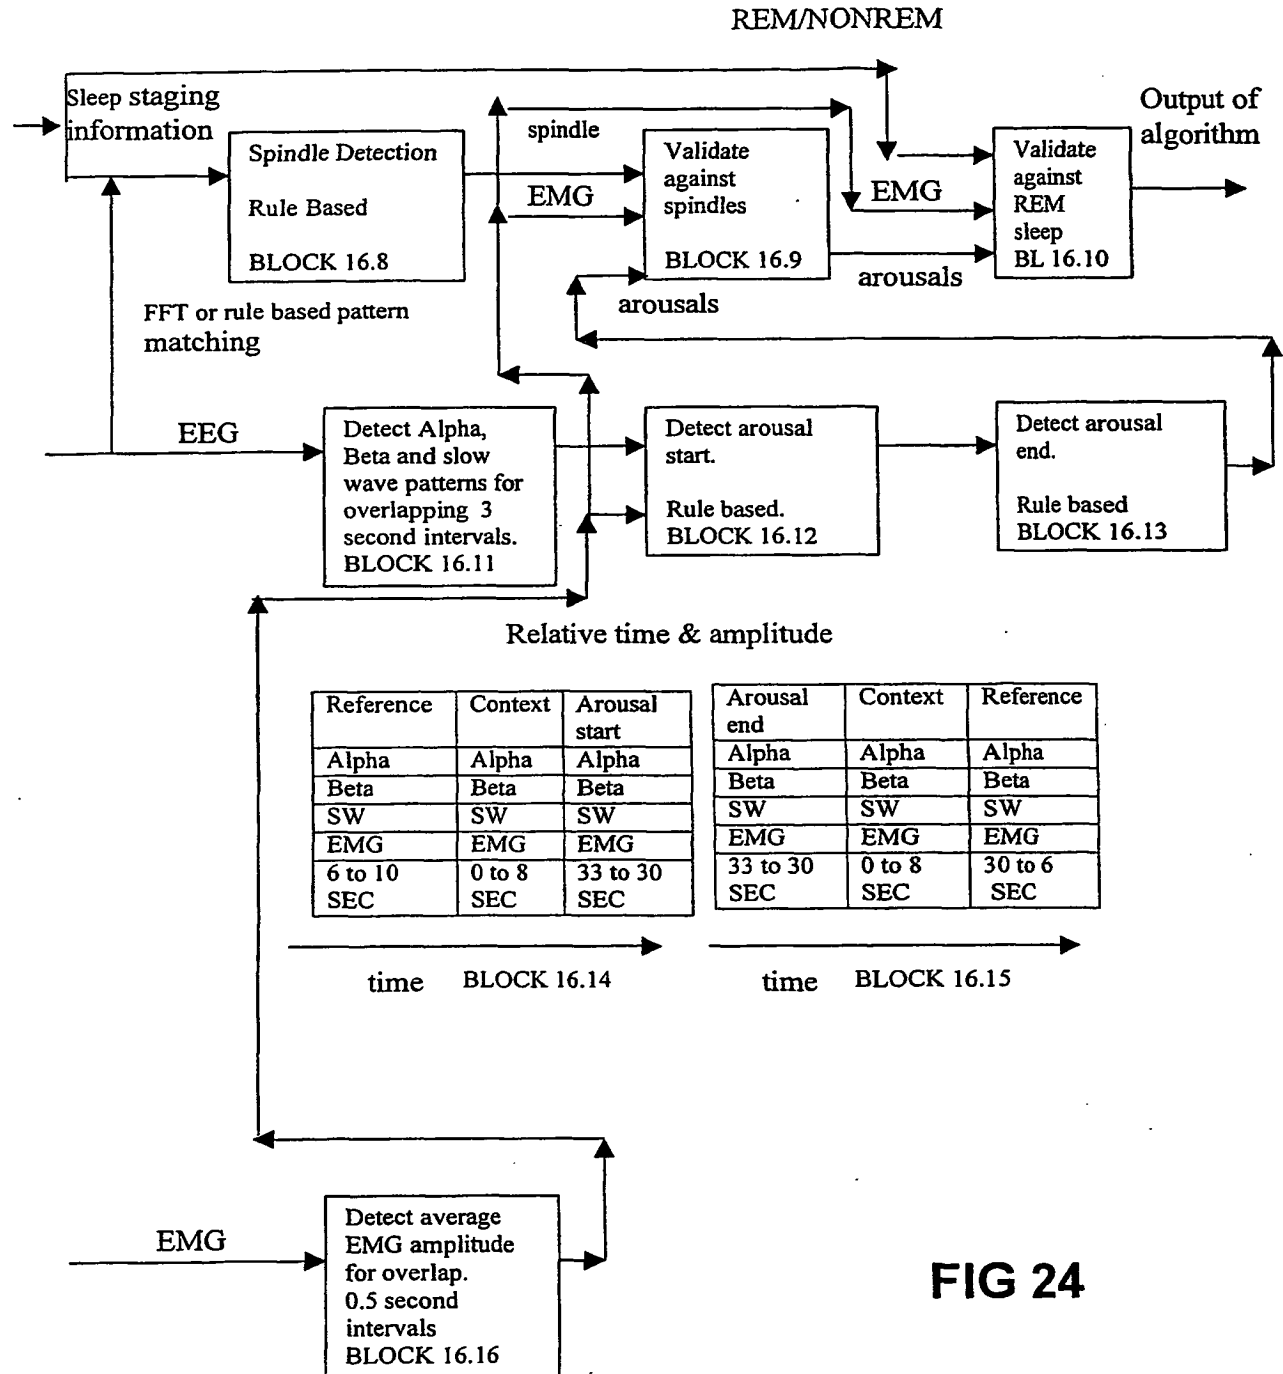 REM/NONREM
Sleep staging
information
Output of
algorithm
spindle
EMG
EMG
Spindle Detection
Rule Based
BLOCK 16.8
Validate
against
spindles
BLOCK 16.9
Validate
against
REM
sleep
BL 16.10
arousals
arousals
FFT or rule based pattern
matching
EEG
Detect Alpha,
Beta and slow
wave patterns for
overlapping 3
second intervals.
BLOCK 16.11
Detect arousal
start.
Rule based.
BLOCK 16.12
Detect arousal
end.
Rule based
BLOCK 16.13
Relative time & amplitude
Reference Context Arousal
start
Alpha Alpha Alpha
Beta Beta Beta
SW SW SW
EMG EMG EMG
6 to 10 0 to 8 33 to 30
SEC SEC SEC
time BLOCK 16.14
Arousal Context Reference
end
Alpha Alpha Alpha
Beta Beta Beta
SW SW SW
EMG EMG EMG
33 to 30 0 to 8 30 to 6
SEC SEC SEC
time BLOCK 16.15
EMG
Detect average
EMG amplitude
for overlap.
0.5 second
intervals
BLOCK 16.16
FIG 24